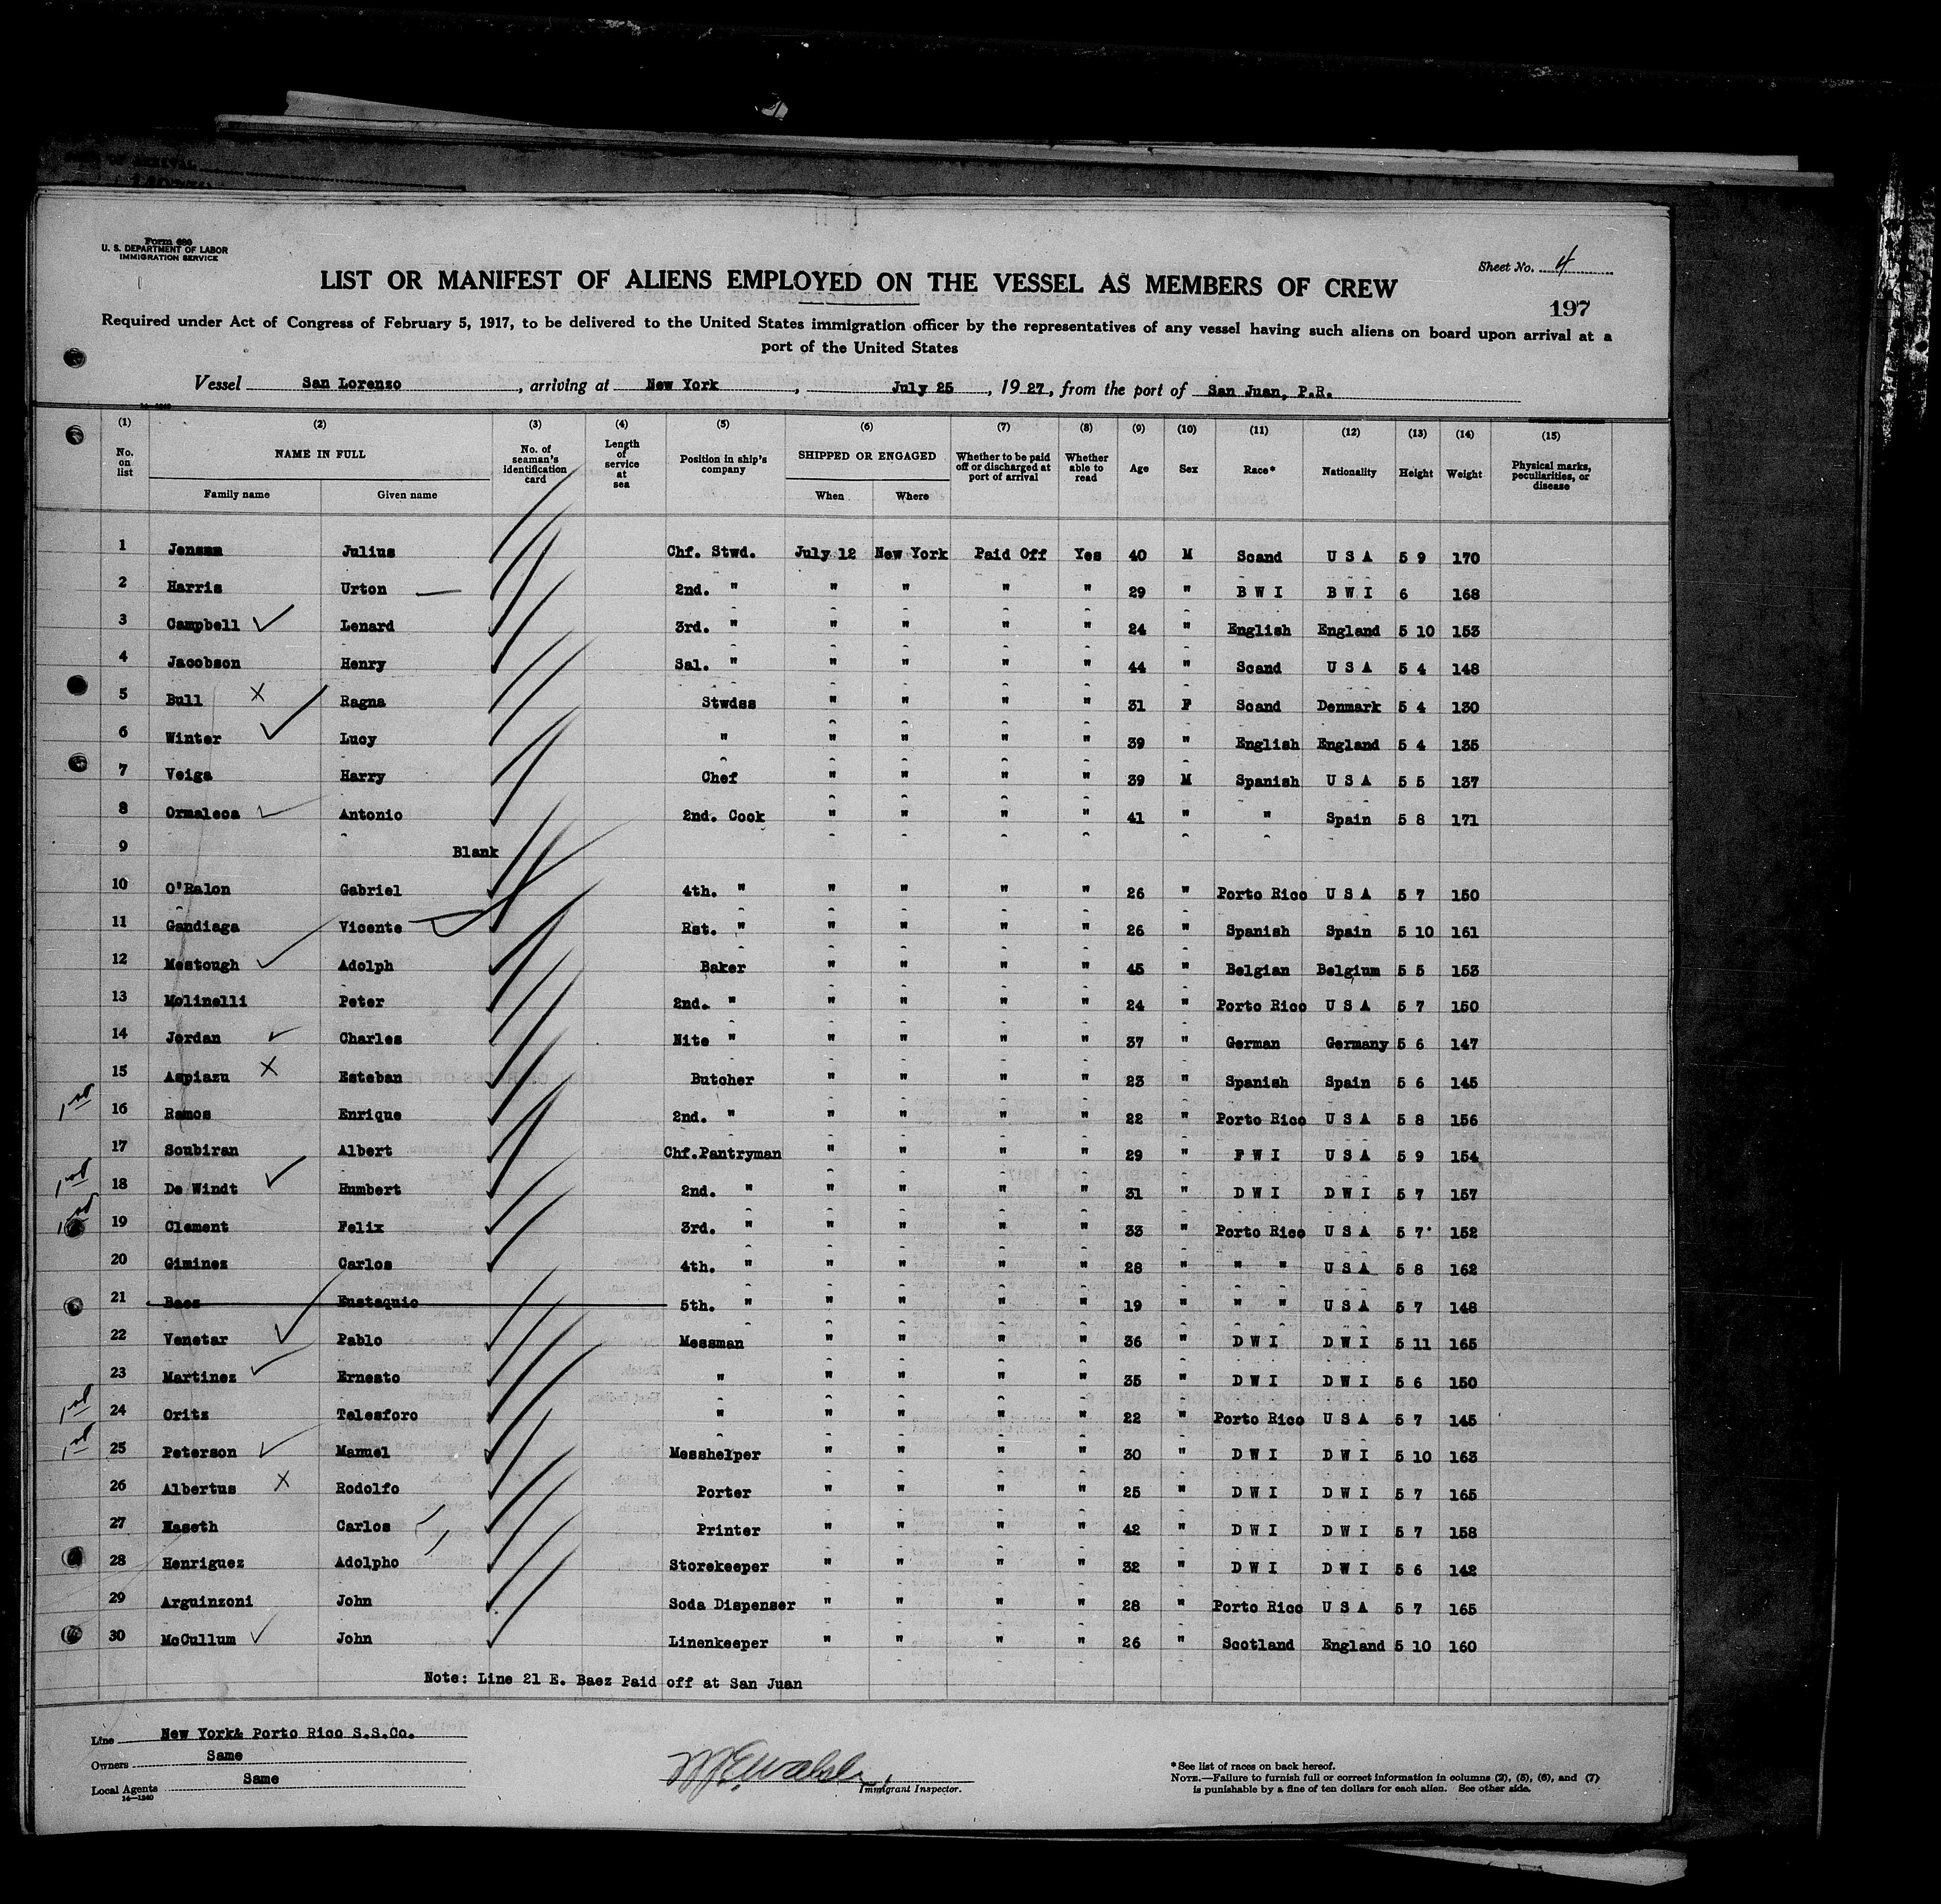 Form 680
U. S. DEPARTMENT OF LABOR
IMMIGRATION SERVICE
Sheet No. 4
LIST OR MANIFEST OF ALIENS EMPLOYED ON THE VESSEL AS MEMBERS OF CREW
197
Required under Act of Congress of February 5, 1917, to be delivered to the United States immigration officer by the representatives of any vessel having such aliens on board upon arrival at a
port of the United States
Vessel San Lorenzo, arriving at New York, July 25, 1927, from the port of San Juan, P.R.
14—1240
(1) (2) (3) (4) (5) (6) (7) (8) (9) (10) (11) (12) (13) (14) (15)
No. on list NAME IN FULL Family name Given name No. of seaman's identification card Length of service at sea Position in ship's company SHIPPED OR ENGAGED When Where Whether to be paid off or discharged at port of arrival Whether able to read Age Sex Race* Nationality Height Weight Physical marks, peculiarities, or disease
1 Jensen Julius Chf. Stwd. July 12 New York Paid Off Yes 40 M Scand U S A 5 9 170
2 Harris Urton 2nd. " " " " " 29 " B W I B W I 6 168
3 Campbell Lenard 3rd. " " " " " 24 " English England 5 10 153
4 Jacobson Henry Sal. " " " " " 44 " Scand U S A 5 4 148
5 Bull Ragna Stwdss " " " " 31 F Scand Denmark 5 4 130
6 Winter Lucy " " " " " 39 " English England 5 4 135
7 Veiga Harry Chef " " " " 39 M Spanish U S A 5 5 137
8 Ormaleca Antonio 2nd. Cook " " " " 41 " " Spain 5 8 171
9 Blank
10 O'Ralon Gabriel 4th. " " " " " 26 " Porto Rico U S A 5 7 150
11 Gandiaga Vicente Rst. " " " " " 26 " Spanish Spain 5 10 161
12 Mestough Adolph Baker " " " " 45 " Belgian Belgium 5 5 153
13 Molinelli Peter 2nd. " " " " " 24 " Porto Rico U S A 5 7 150
14 Jordan Charles Nite " " " " " 37 " German Germany 5 6 147
15 Aspiazu Esteban Butcher " " " " 23 " Spanish Spain 5 6 145
16 Ramos Enrique 2nd. " " " " " 22 " Porto Rico U S A 5 8 156
17 Soubiran Albert Chf.Pantryman " " " " 29 " F W I U S A 5 9 154
18 De Windt Humbert 2nd. " " " " " 31 " D W I D W I 5 7 157
19 Clement Felix 3rd. " " " " " 33 " Porto Rico U S A 5 7 152
20 Giminez Carlos 4th. " " " " " 28 " " " U S A 5 8 162
21 Baez Eustaquio 5th. " " " " " 19 " " " U S A 5 7 148
22 Venetar Pablo Messman " " " " 36 " D W I D W I 5 11 165
23 Martinez Ernesto " " " " " 35 " D W I D W I 5 6 150
24 Oritz Telesforo " " " " " 22 " Porto Rico U S A 5 7 145
25 Peterson Manuel Messhelper " " " " 30 " D W I D W I 5 10 163
26 Albertus Rodolfo Porter " " " " 25 " D W I D W I 5 7 165
27 Haseth Carlos Printer " " " " 42 " D W I D W I 5 7 158
28 Henriguez Adolpho Storekeeper " " " " 32 " D W I D W I 5 6 142
29 Arguinzoni John Soda Dispenser " " " " 28 " Porto Rico U S A 5 7 165
30 McCullum John Linenkeeper " " " " 26 " Scotland England 5 10 160
Note: Line 21 E. Baez Paid off at San Juan
Line New York& Porto Rico S.S.Co.
Owners Same
Local Agents Same
14—1240
Immigrant Inspector.
*See list of races on back hereof.
NOTE.—Failure to furnish full or correct information in columns (2), (5), (6), and (7)
is punishable by a fine of ten dollars for each alien. See other side.